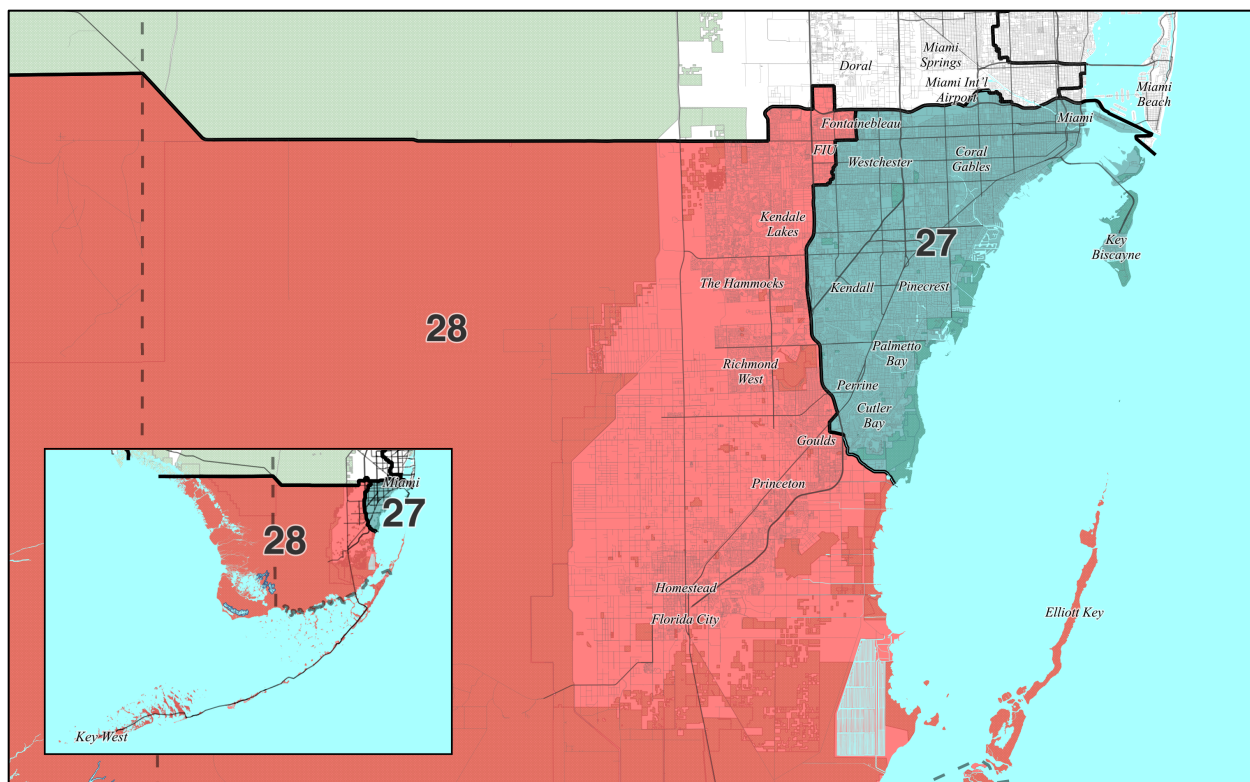 Miami
Springs
Doral
Miami Int'l
Airport
Miami
Beach
Miami
Fontainebleau
FIU
Westchester
Coral
Gables
Kendale
Lakes
27
Key
Biscayne
The Hammocks
Kendall
Pinecrest
28
Palmetto
Bay
Richmond
West
Perrine
Cutler
Bay
Goulds
Princeton
Homestead
Florida City
Elliott Key
Miami
27
28
Key West